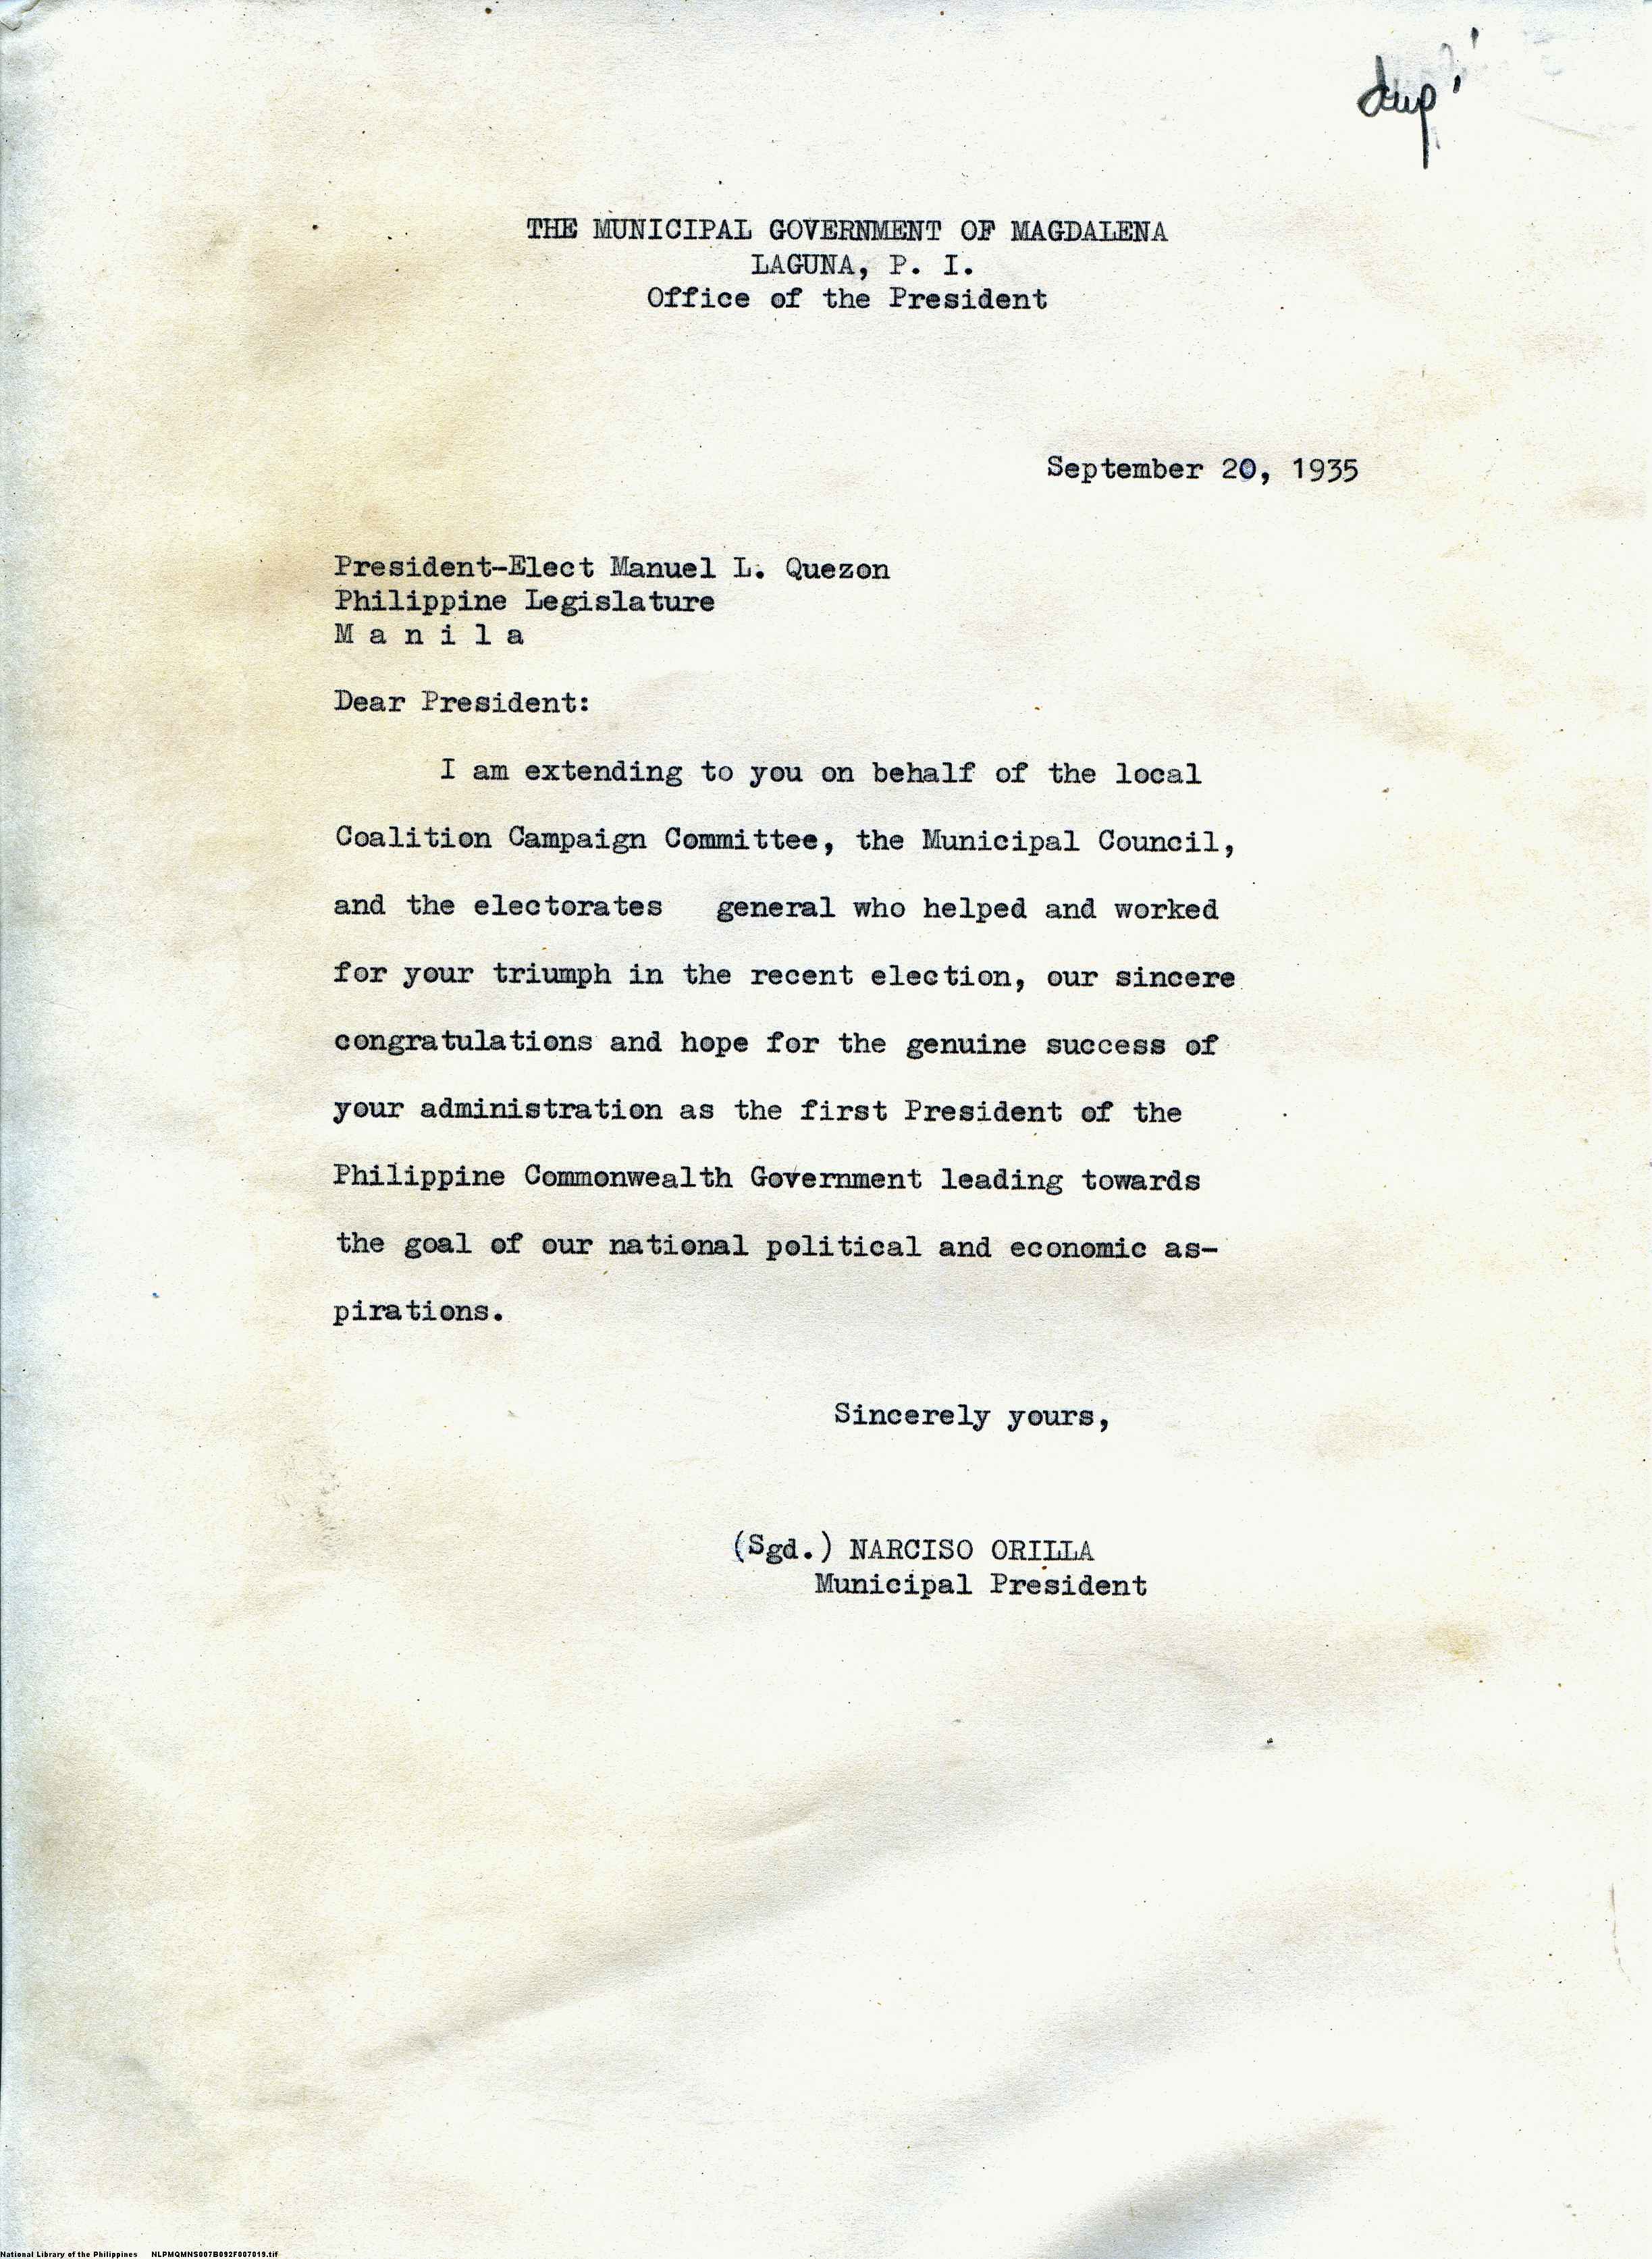 dup
THE MUNICIPAL GOVERNMENT OF MAGDALENA
LAGUNA, P. I.
Office of the President
September 20, 1935
President-Elect Manuel L. Quezon
Philippine Legislature
M a n i l a
Dear President:
I am extending to you on behalf of the local
Coalition Campaign Committee, the Municipal Council,
and the electorates general who helped and worked
for your triumph in the recent election, our sincere
congratulations and hope for the genuine success of
your administration as the first President of the
Philippine Commonwealth Government leading towards
the goal of our national political and economic as-
pirations.
Sincerely yours,
(Sgd.) NARCISO ORILLA
Municipal President
National Library of the Philippines NLPMQMNS007B092F007019.tif